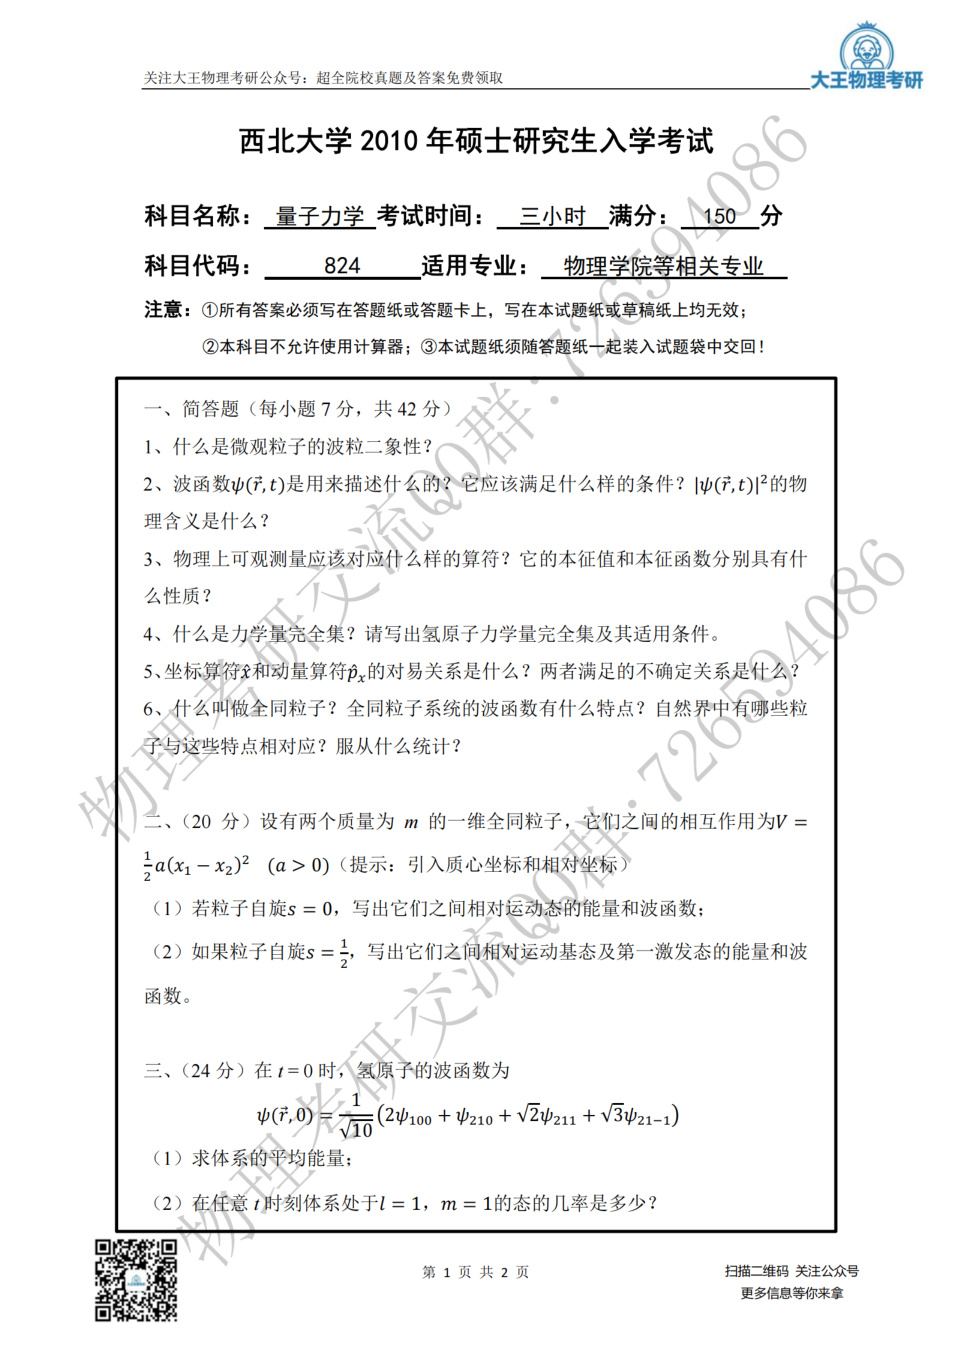 关注大王物理考研公众号：超全院校真题及答案免费领取
大王物理考研
西北大学 2010 年硕士研究生入学考试
科目名称： 量子力学 考试时间： 三小时 满分： 150 分
科目代码： 824 适用专业： 物理学院等相关专业
注意：①所有答案必须写在答题纸或答题卡上，写在本试题纸或草稿纸上均无效；
②本科目不允许使用计算器；③本试题纸须随答题纸一起装入试题袋中交回！
一、简答题（每小题 7 分，共 42 分）
1、什么是微观粒子的波粒二象性？
2、波函数ψ(r⃗, t)是用来描述什么的？它应该满足什么样的条件？|ψ(r⃗, t)|²的物
理含义是什么？
3、物理上可观测量应该对应什么样的算符？它的本征值和本征函数分别具有什
么性质？
4、什么是力学量完全集？请写出氢原子力学量完全集及其适用条件。
5、坐标算符x̂和动量算符p̂ₓ的对易关系是什么？两者满足的不确定关系是什么？
6、什么叫做全同粒子？全同粒子系统的波函数有什么特点？自然界中有哪些粒
子与这些特点相对应？服从什么统计？
二、（20 分）设有两个质量为 m 的一维全同粒子，它们之间的相互作用为V =
1/2 a(x₁ − x₂)² (a > 0)（提示：引入质心坐标和相对坐标）
（1）若粒子自旋s = 0，写出它们之间相对运动态的能量和波函数；
（2）如果粒子自旋s = 1/2，写出它们之间相对运动基态及第一激发态的能量和波
函数。
三、（24 分）在 t = 0 时，氢原子的波函数为
ψ(r⃗, 0) = 1/√10 (2ψ₁₀₀ + ψ₂₁₀ + √2ψ₂₁₁ + √3ψ₂₁₋₁)
（1）求体系的平均能量；
（2）在任意 t 时刻体系处于l = 1，m = 1的态的几率是多少？
物理考研交流QQ群：726594086
物理考研交流QQ群：726594086
大王物理
第 1 页 共 2 页
扫描二维码 关注公众号
更多信息等你来拿